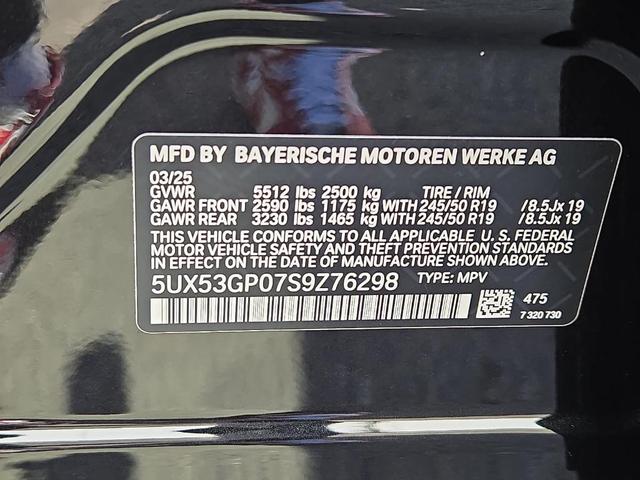 MFD BY BAYERISCHE MOTOREN WERKE AG
03/25
GVWR 5512 lbs 2500 kg TIRE / RIM
GAWR FRONT 2590 lbs 1175 kg WITH 245/50 R19 /8.5Jx 19
GAWR REAR 3230 lbs 1465 kg WITH 245/50 R19 /8.5Jx 19
THIS VEHICLE CONFORMS TO ALL APPLICABLE U.S. FEDERAL
MOTOR VEHICLE SAFETY AND THEFT PREVENTION STANDARDS
IN EFFECT ON THE DATE OF MANUFACTURE SHOWN ABOVE.
5UX53GP07S9Z76298 TYPE: MPV
475
7 320 730